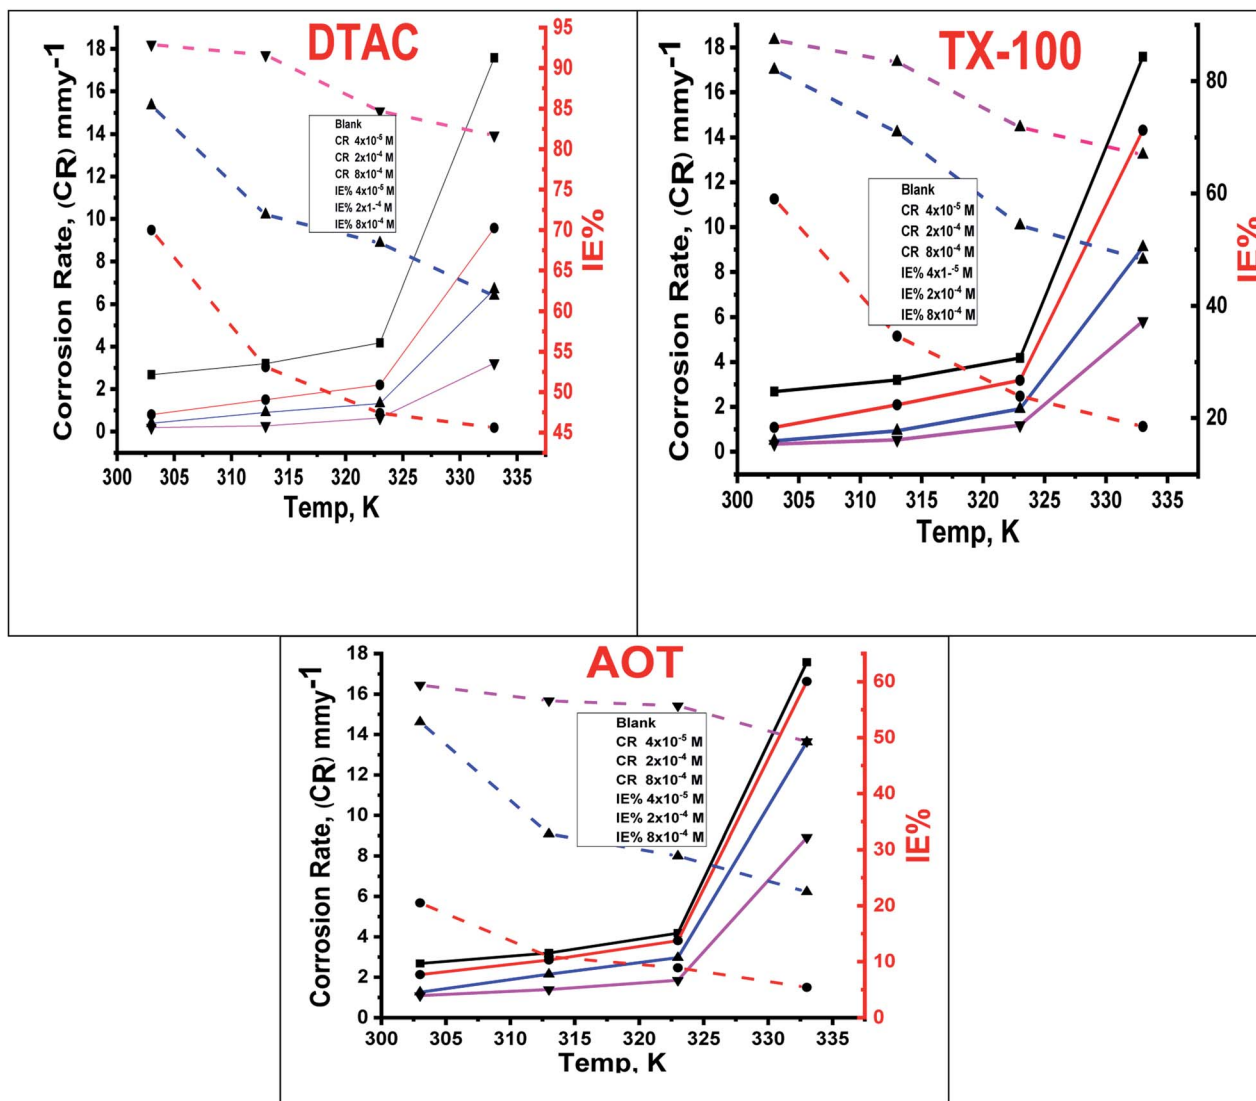 DTAC
Corrosion Rate, (CR) mmy-1
18
16
14
12
10
8
6
4
2
0
95
90
85
80
75
70
65
60
55
50
45
IE%
Blank
CR 4x10-5 M
CR 2x10-4 M
CR 8x10-4 M
IE% 4x10-5 M
IE% 2x1--4 M
IE% 8x10-4 M
300 305 310 315 320 325 330 335
Temp, K
TX-100
Corrosion Rate, (CR) mmy-1
18
16
14
12
10
8
6
4
2
0
80
60
40
20
IE%
Blank
CR 4x10-5 M
CR 2x10-4 M
CR 8x10-4 M
IE% 4x1--5 M
IE% 2x10-4 M
IE% 8x10-4 M
300 305 310 315 320 325 330 335
Temp, K
AOT
Corrosion Rate, (CR) mmy-1
18
16
14
12
10
8
6
4
2
0
60
50
40
30
20
10
0
IE%
Blank
CR 4x10-5 M
CR 2x10-4 M
CR 8x10-4 M
IE% 4x10-5 M
IE% 2x10-4 M
IE% 8x10-4 M
300 305 310 315 320 325 330 335
Temp, K